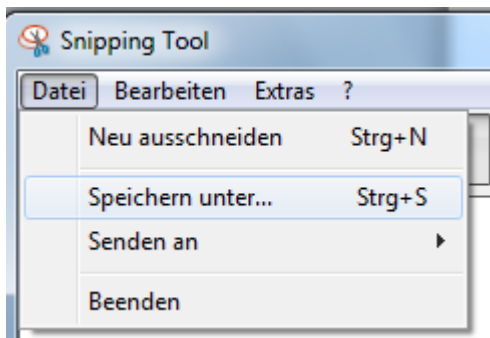 Snipping Tool
Datei Bearbeiten Extras ?
Neu ausschneiden Strg+N
Speichern unter... Strg+S
Senden an
Beenden